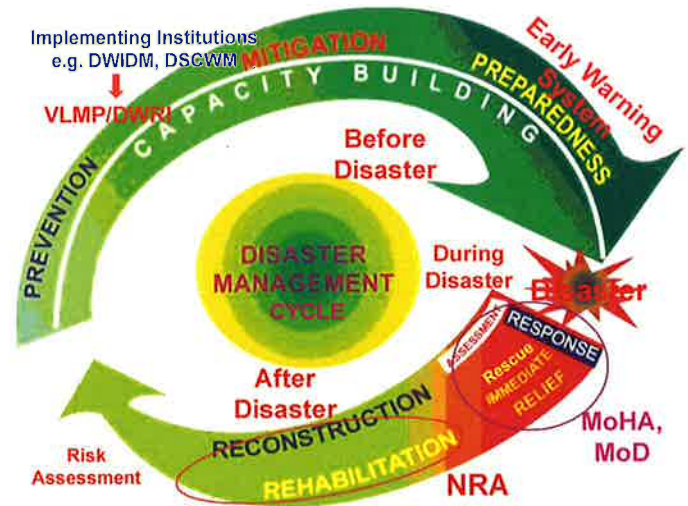 Implementing Institutions
e.g. DWIDM, DSCWM
VLMP/DWRI
PREVENTION
MITIGATION
CAPACITY BUILDING
PREPAREDNESS
Early Warning
System
Before
Disaster
DISASTER
MANAGEMENT
CYCLE
During
Disaster
Disaster
ASSESSMENT
RESPONSE
Rescue
IMMEDIATE
RELIEF
MoHA,
MoD
After
Disaster
RECONSTRUCTION
REHABILITATION
NRA
Risk
Assessment